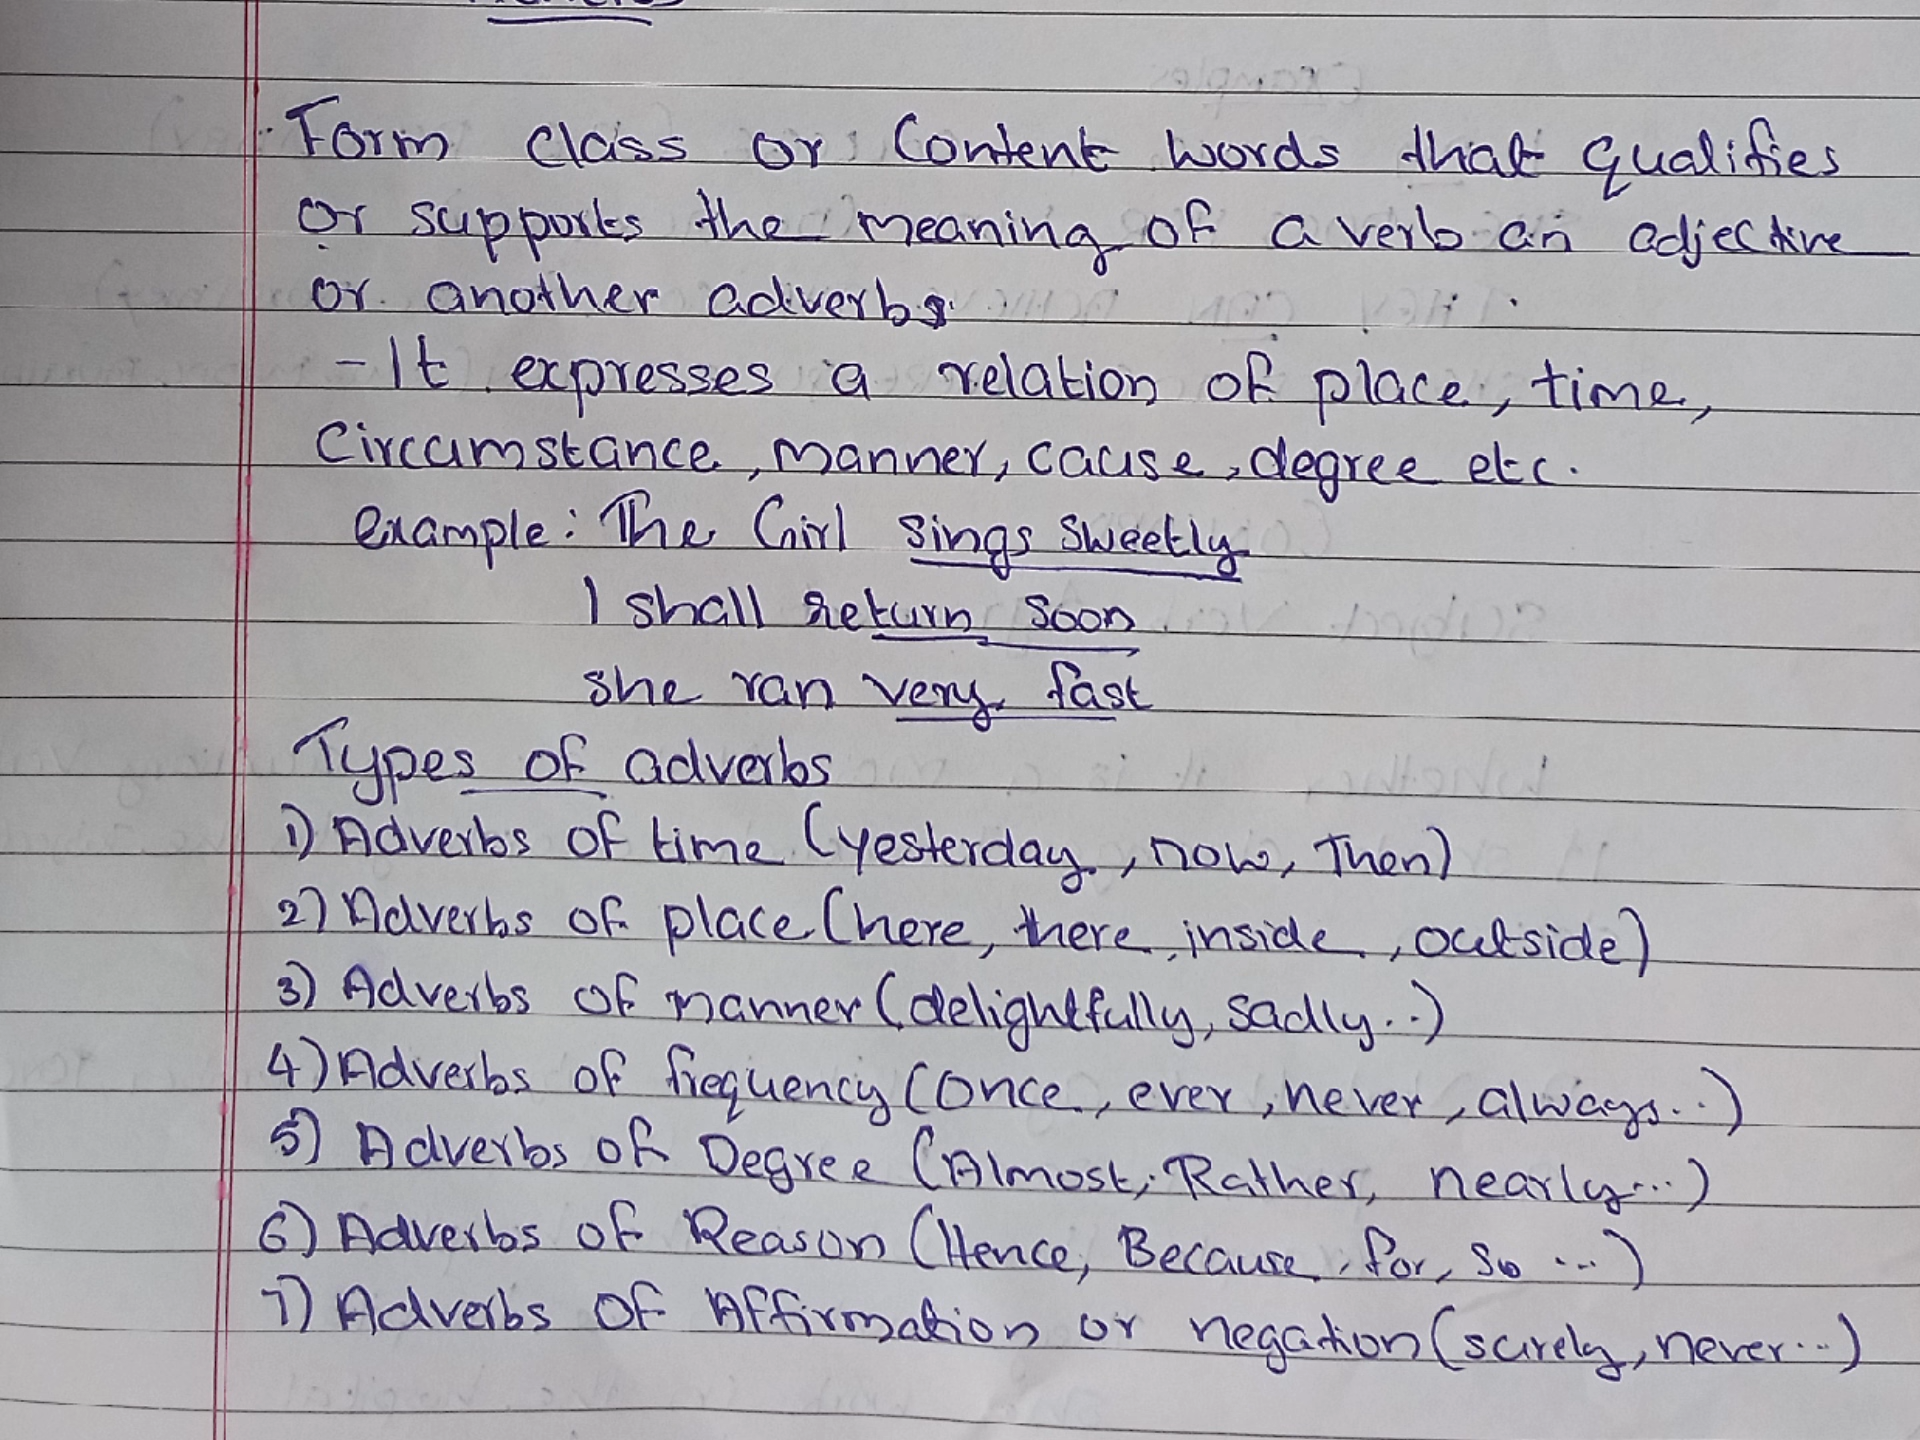 Form class or Content words that qualifies
or supports the meaning of a verb an adjective
or another adverbs.
- It expresses a relation of place, time,
Circumstance, manner, cause, degree etc.
example: The Girl sings sweetly
I shall return soon
she ran very fast
Types of adverbs
1) Adverbs of time (yesterday, now, Then)
2) Adverbs of place (here, there, inside, outside)
3) Adverbs of manner (delightfully, sadly..)
4) Adverbs of frequency (once, ever, never, always..)
5) Adverbs of Degree (Almost, Rather, nearly...)
6) Adverbs of Reason (Hence, Because, for, so ...)
7) Adverbs of Affirmation or negation (surely, never...)